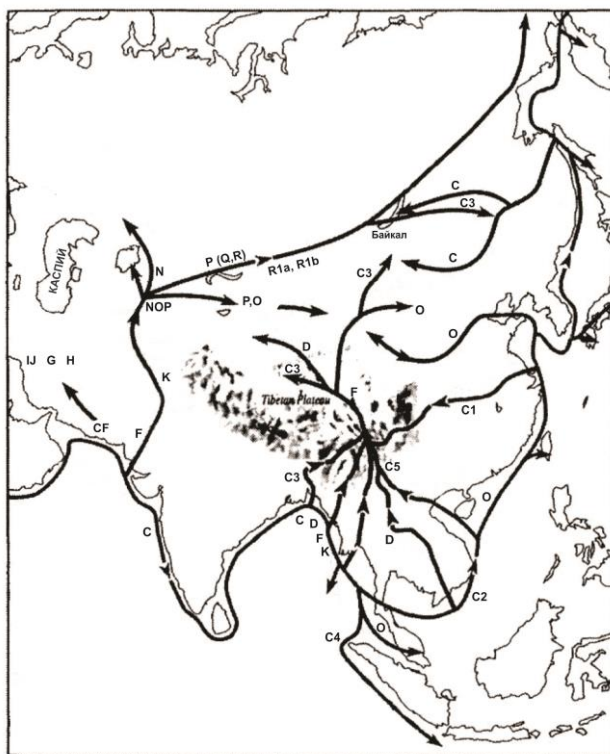 C
C3
Байкал
C
P (Q,R)
R1a, R1b
КАСПИЙ
N
NOP
P,O
C3
O
O
D
C3
IJ G H
K
F
Tibetan Plateau
C1
CF
F
C3
C5
C
C
D
F
K
D
O
C2
O
C4